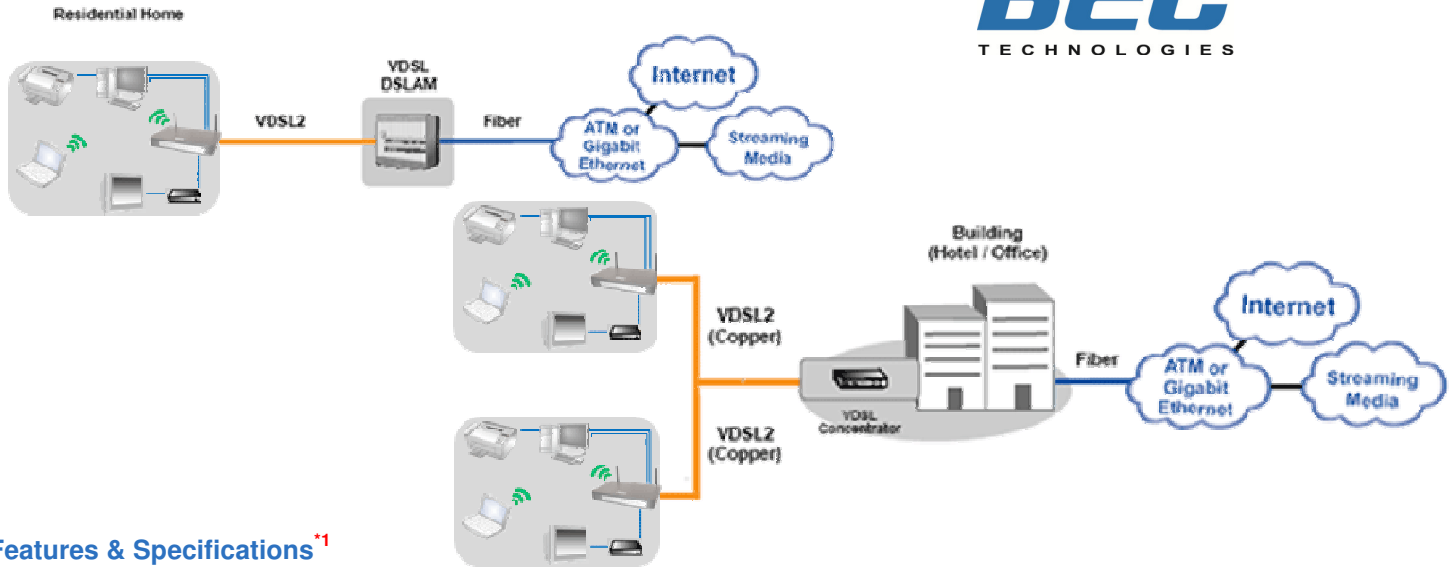 Residential Home
BEC
TECHNOLOGIES
VDSL
DSLAM
VDSL2
Fiber
Internet
ATM or
Gigabit
Ethernet
Streaming
Media
Building
(Hotel / Office)
VDSL2
(Copper)
VDSL2
(Copper)
VDSL
Concentrator
Fiber
Internet
ATM or
Gigabit
Ethernet
Streaming
Media
Features & Specifications*1